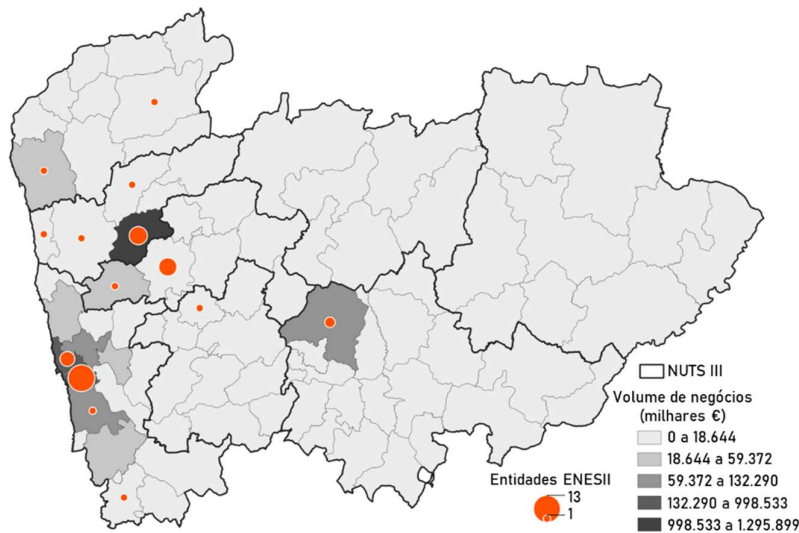 NUTS III
Volume de negócios
(milhares €)
0 a 18.644
18.644 a 59.372
59.372 a 132.290
132.290 a 998.533
998.533 a 1.295.899
Entidades ENESII
13
1